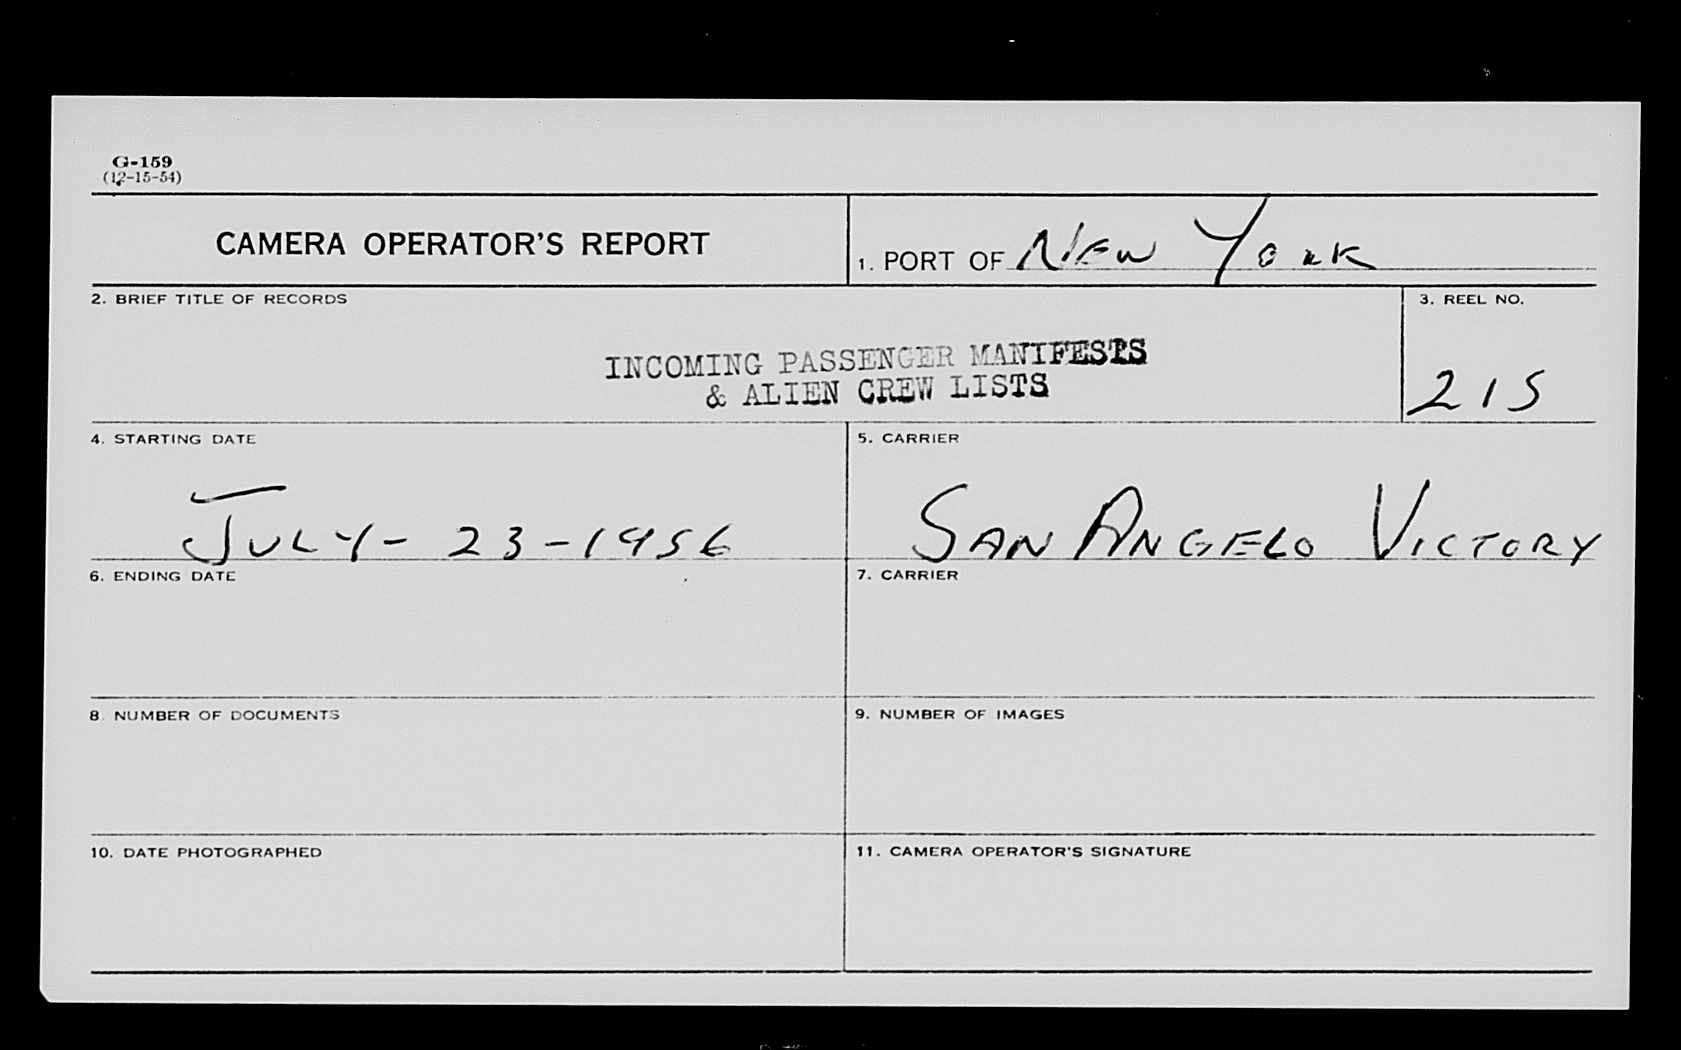 G-159
(12-15-54)
CAMERA OPERATOR'S REPORT
1. PORT OF NEW YORK
2. BRIEF TITLE OF RECORDS
INCOMING PASSENGER MANIFESTS
& ALIEN CREW LISTS
3. REEL NO.
215
4. STARTING DATE
JULY - 23 - 1956
5. CARRIER
SAN ANGELO VICTORY
6. ENDING DATE
7. CARRIER
8. NUMBER OF DOCUMENTS
9. NUMBER OF IMAGES
10. DATE PHOTOGRAPHED
11. CAMERA OPERATOR'S SIGNATURE